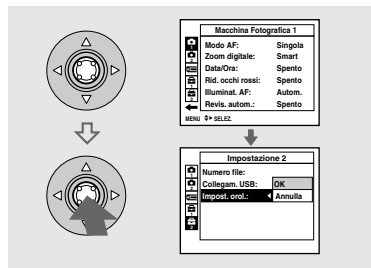 Macchina Fotografica 1
Modo AF: Singola
Zoom digitale: Smart
Data/Ora: Spento
Rid. occhi rossi: Spento
Illuminat. AF: Autom.
Revis. autom.: Spento
MENU SELEZ.
Impostazione 2
Numero file:
Collegam. USB: OK
Impost. orol.: Annulla